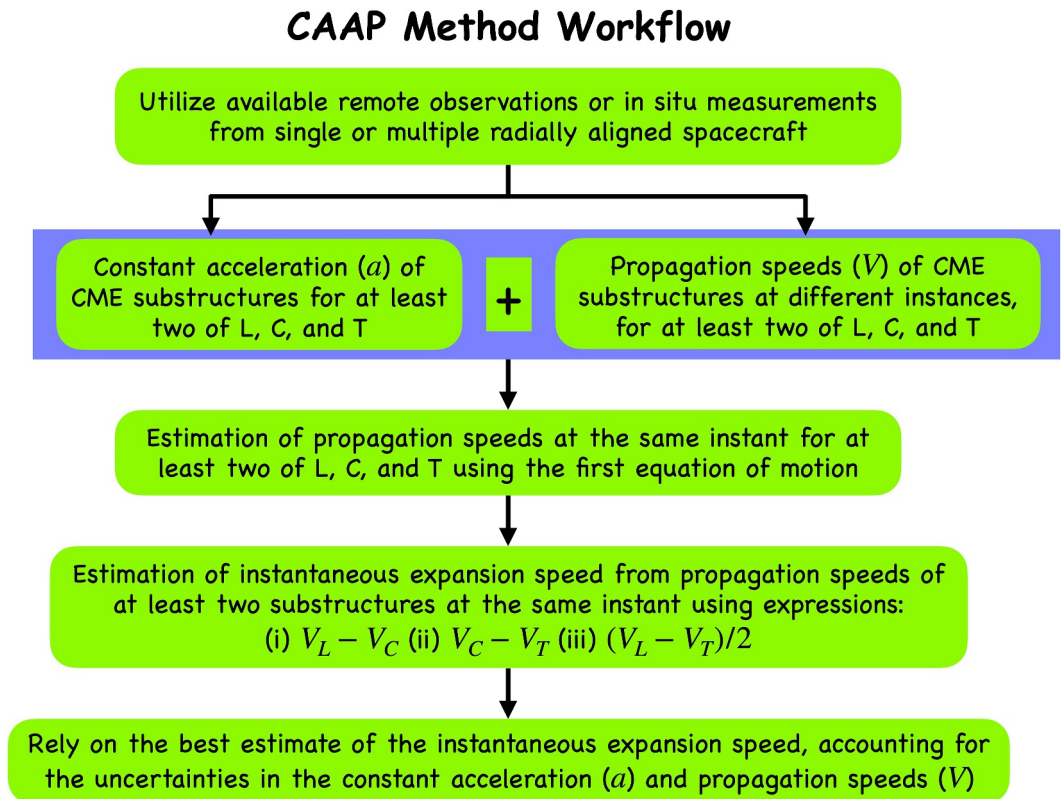 CAAP Method Workflow
Utilize available remote observations or in situ measurements
from single or multiple radially aligned spacecraft
Constant acceleration (a) of
CME substructures for at least
two of L, C, and T
+
Propagation speeds (V) of CME
substructures at different instances,
for at least two of L, C, and T
Estimation of propagation speeds at the same instant for at
least two of L, C, and T using the first equation of motion
Estimation of instantaneous expansion speed from propagation speeds of
at least two substructures at the same instant using expressions:
(i) V_L − V_C (ii) V_C − V_T (iii) (V_L − V_T)/2
Rely on the best estimate of the instantaneous expansion speed, accounting for
the uncertainties in the constant acceleration (a) and propagation speeds (V)